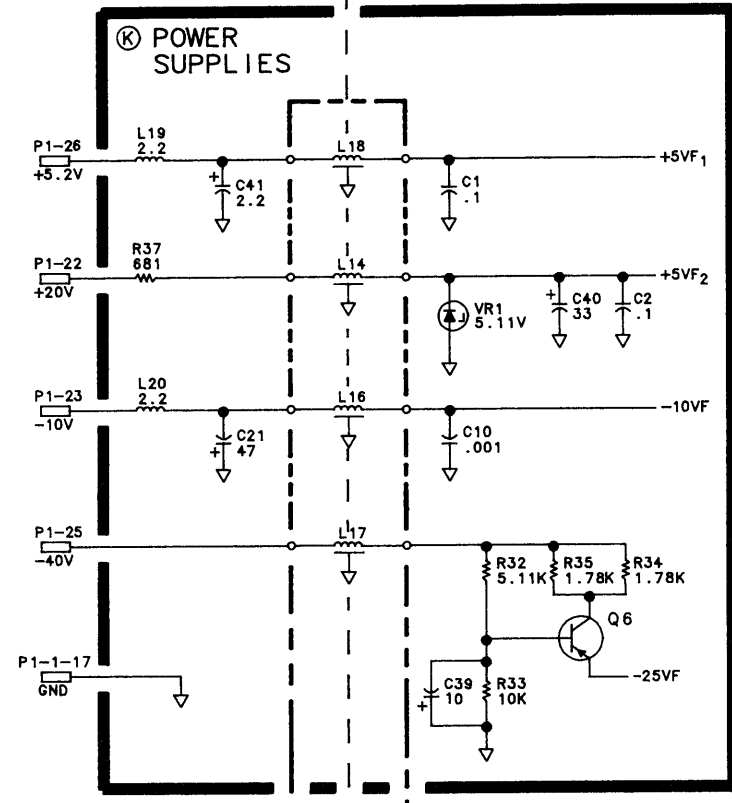 K POWER
SUPPLIES
P1-26
+5.2V
L19
2.2
+
C41
2.2
L18
C1
.1
+5VF1
P1-22
+20V
R37
681
L14
VR1
5.11V
+
C40
33
C2
.1
+5VF2
P1-23
-10V
L20
2.2
+
C21
47
L16
C10
.001
-10VF
P1-25
-40V
L17
R32
5.11K
R35
1.78K
R34
1.78K
Q6
-25VF
P1-1-17
GND
C39
10
+
R33
10K